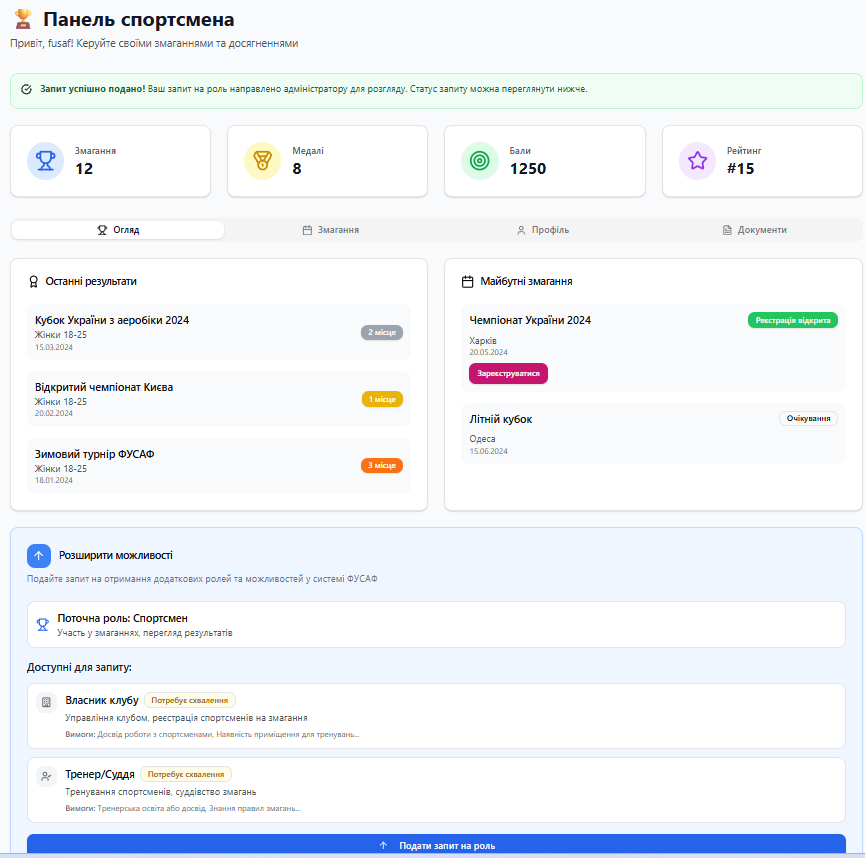 Панель спортсмена
Привіт, fusaf! Керуйте своїми змаганнями та досягненнями
Запит успішно подано! Ваш запит на роль направлено адміністратору для розгляду. Статус запиту можна переглянути нижче.
Змагання
12
Медалі
8
Бали
1250
Рейтинг
#15
Огляд
Змагання
Профіль
Документи
Останні результати
Кубок України з аеробіки 2024
Жінки 18-25
15.03.2024
2 місце
Відкритий чемпіонат Києва
Жінки 18-25
20.02.2024
1 місце
Зимовий турнір ФУСАФ
Жінки 18-25
18.01.2024
3 місце
Майбутні змагання
Чемпіонат України 2024
Реєстрація відкрита
Харків
20.05.2024
Зареєструватися
Літній кубок
Очікування
Одеса
15.06.2024
Розширити можливості
Подайте запит на отримання додаткових ролей та можливостей у системі ФУСАФ
Поточна роль: Спортсмен
Участь у змаганнях, перегляд результатів
Доступні для запиту:
Власник клубу
Потребує схвалення
Управління клубом, реєстрація спортсменів на змагання
Вимоги: Досвід роботи з спортсменами, Наявність приміщення для тренувань...
Тренер/Суддя
Потребує схвалення
Тренування спортсменів, суддівство змагань
Вимоги: Тренерська освіта або досвід, Знання правил змагань...
Подати запит на роль